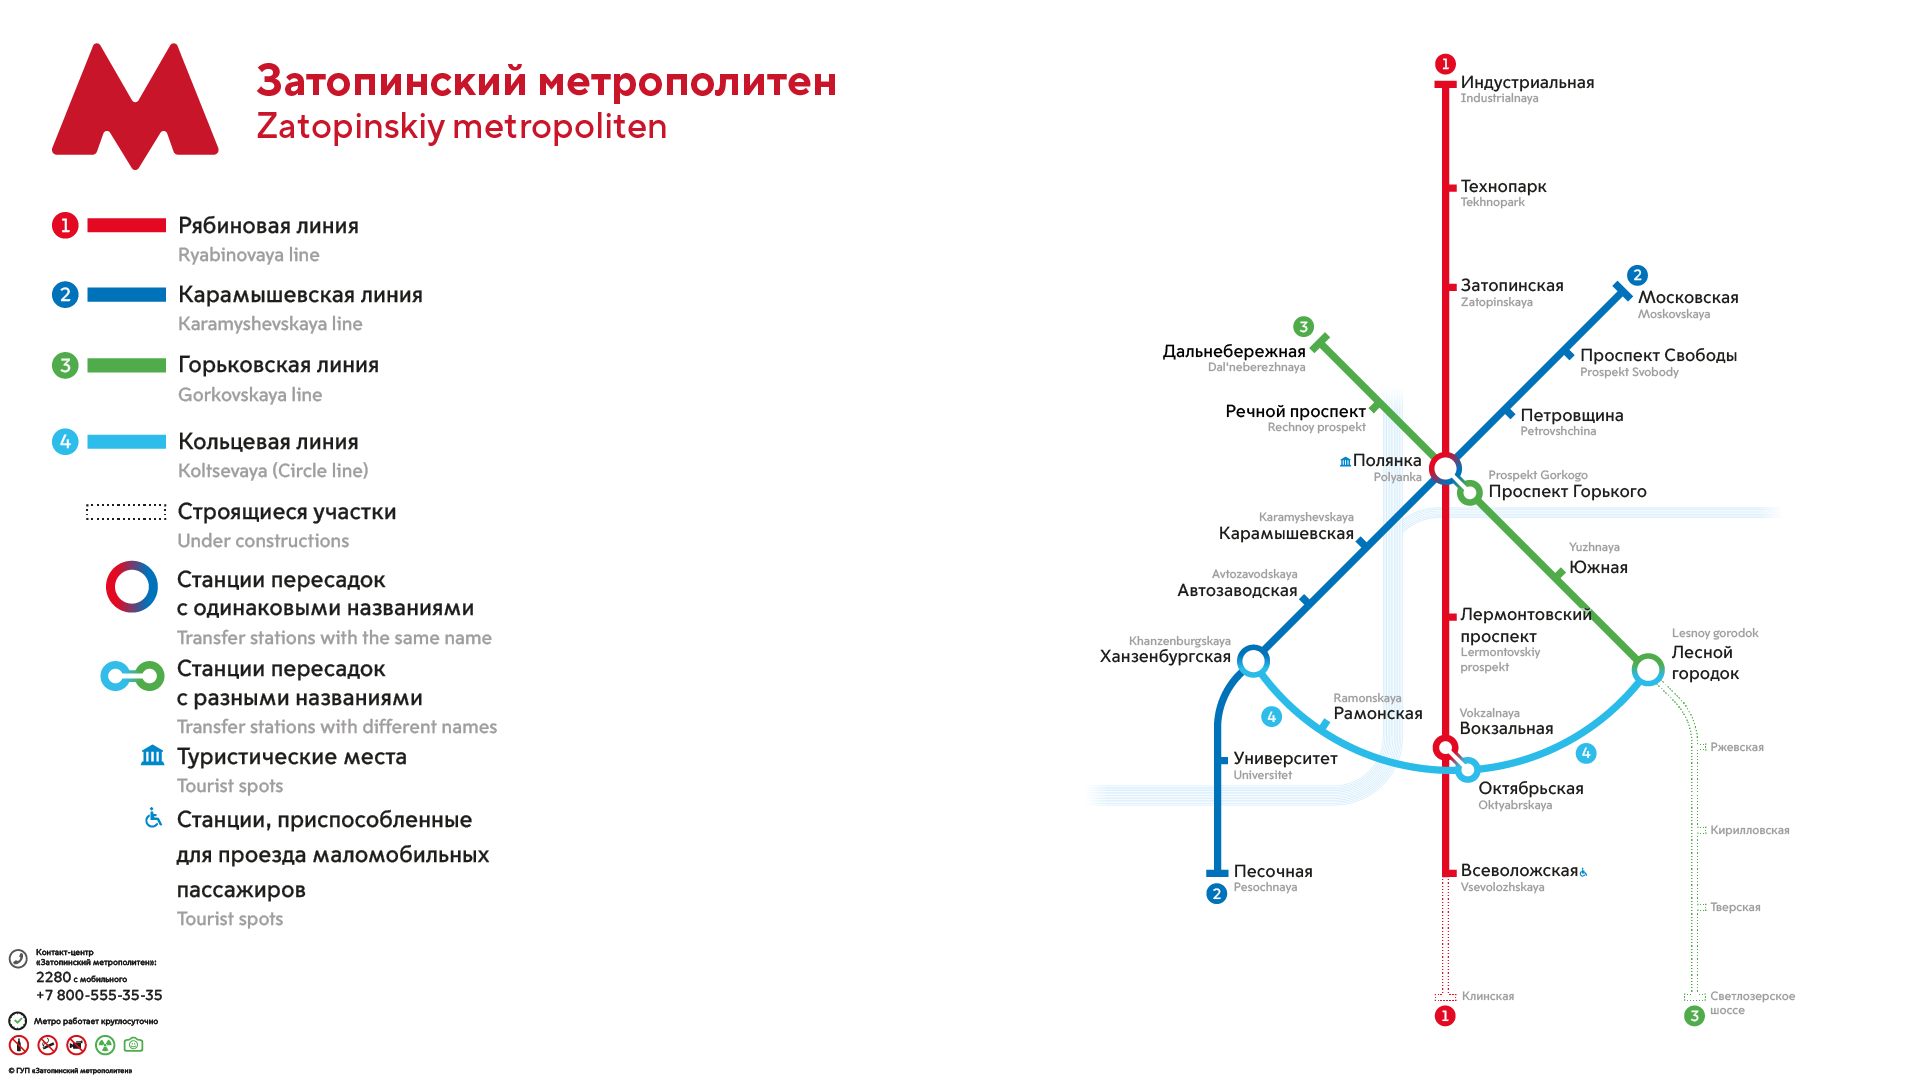 Затопинский метрополитен
Zatopinskiy metropoliten
1 Рябиновая линия
Ryabinovaya line
2 Карамышевская линия
Karamyshevskaya line
3 Горьковская линия
Gorkovskaya line
4 Кольцевая линия
Koltsevaya (Circle line)
Строящиеся участки
Under constructions
Станции пересадок
с одинаковыми названиями
Transfer stations with the same name
Станции пересадок
с разными названиями
Transfer stations with different names
Туристические места
Tourist spots
Станции, приспособленные
для проезда маломобильных
пассажиров
Tourist spots
Контакт-центр
«Затопинский метрополитен»:
2280 с мобильного
+7 800-555-35-35
Метро работает круглосуточно
© ГУП «Затопинский метрополитен»
1
Индустриальная
Industrialnaya
Технопарк
Tekhnopark
Затопинская
Zatopinskaya
2
Московская
Moskovskaya
Проспект Свободы
Prospekt Svobody
Петровщина
Petrovshchina
3
Дальнебережная
Dal'neberezhnaya
Речной проспект
Rechnoy prospekt
Полянка
Polyanka
Prospekt Gorkogo
Проспект Горького
Karamyshevskaya
Карамышевская
Avtozavodskaya
Автозаводская
Khanzenburgskaya
Ханзенбургская
Yuzhnaya
Южная
Лермонтовский
проспект
Lermontovskiy
prospekt
Lesnoy gorodok
Лесной
городок
4
Ramonskaya
Рамонская
Vokzalnaya
Вокзальная
4
Октябрьская
Oktyabrskaya
Университет
Universitet
Песочная
Pesochnaya
2
Всеволожская
Vsevolozhskaya
Клинская
1
Ржевская
Кирилловская
Тверская
Светлозерское
шоссе
3